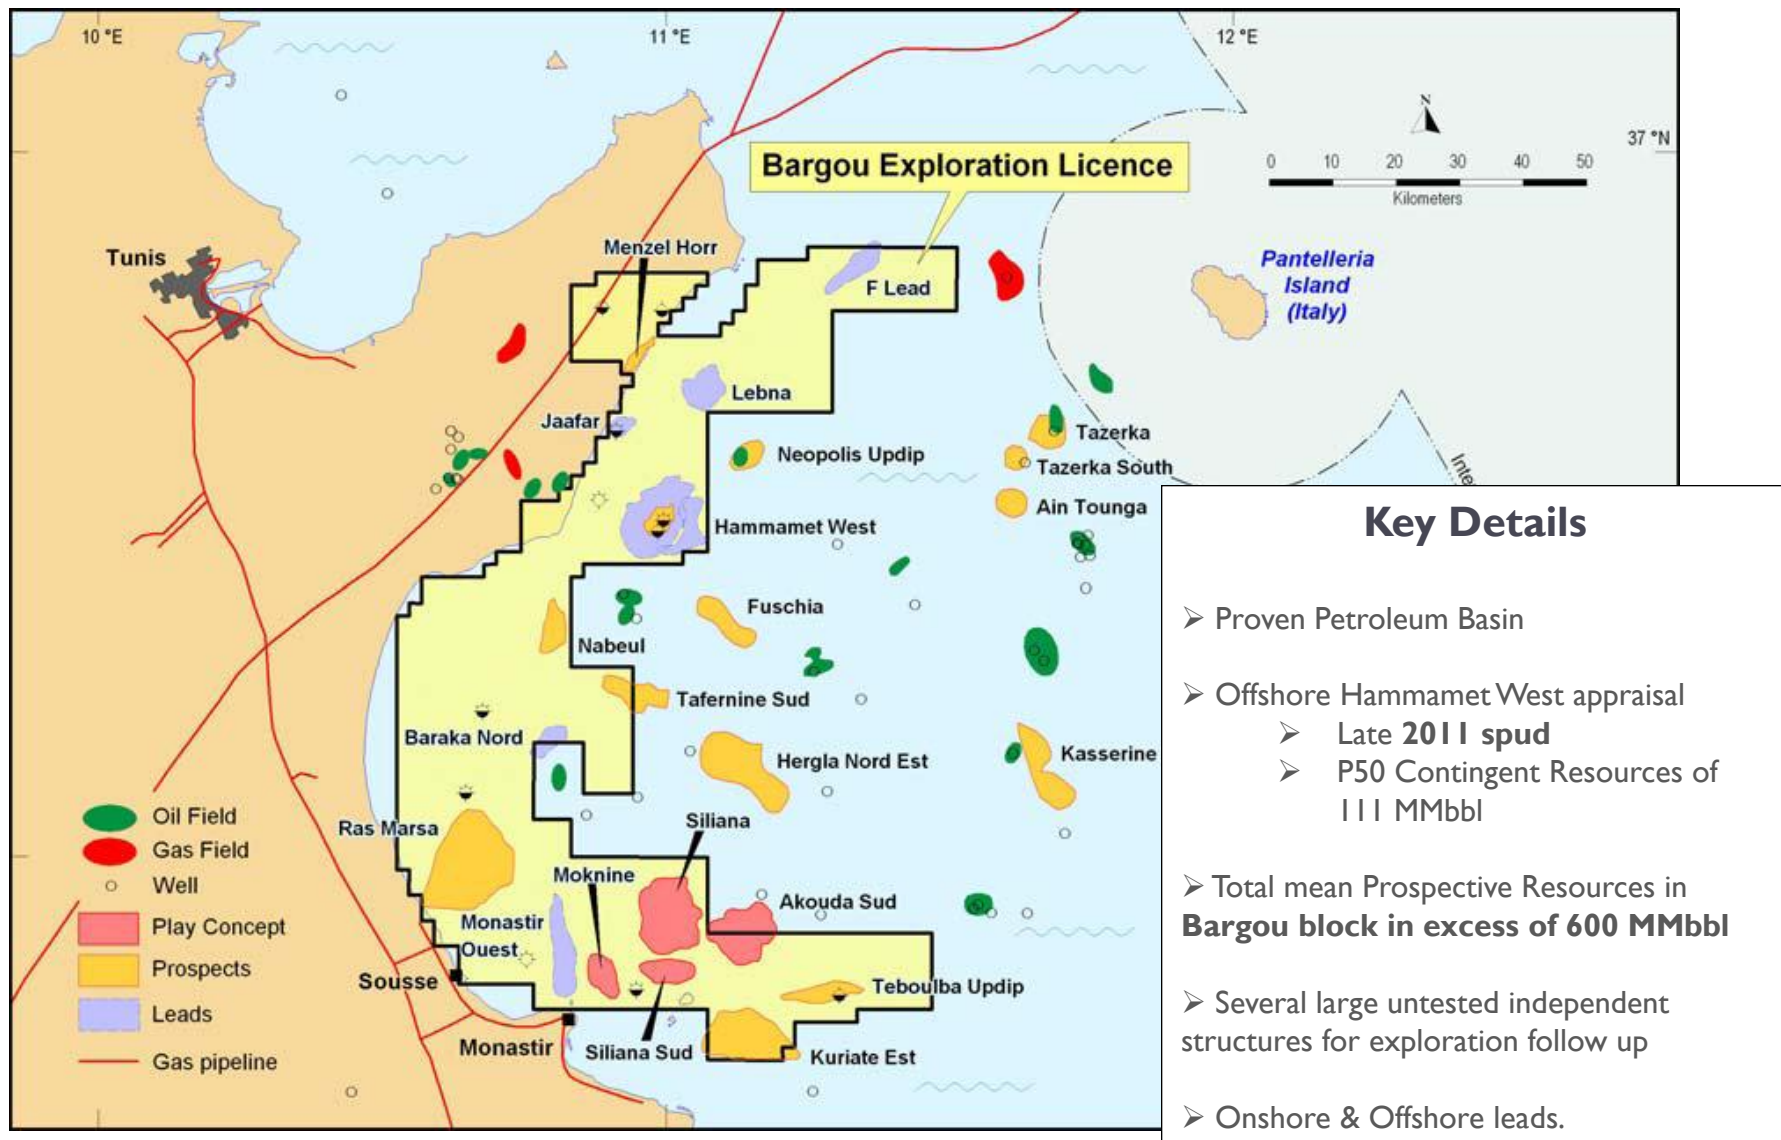 10 °E
11 °E
12 °E
N
37 °N
0 10 20 30 40 50
Kilometers
Bargou Exploration Licence
Tunis
Menzel Horr
F Lead
Pantelleria
Island
(Italy)
Lebna
Jaafar
Neopolis Updip
Tazerka
Tazerka South
Ain Tounga
Hammamet West
Fuschia
Nabeul
Tafernine Sud
Baraka Nord
Hergla Nord Est
Kasserine
Siliana
Ras Marsa
Moknine
Akouda Sud
Monastir
Ouest
Sousse
Teboulba Updip
Monastir
Siliana Sud
Kuriate Est
Oil Field
Gas Field
Well
Play Concept
Prospects
Leads
Gas pipeline
Key Details
➢ Proven Petroleum Basin
➢ Offshore Hammamet West appraisal
➢ Late 2011 spud
➢ P50 Contingent Resources of
111 MMbbl
➢ Total mean Prospective Resources in
Bargou block in excess of 600 MMbbl
➢ Several large untested independent
structures for exploration follow up
➢ Onshore & Offshore leads.